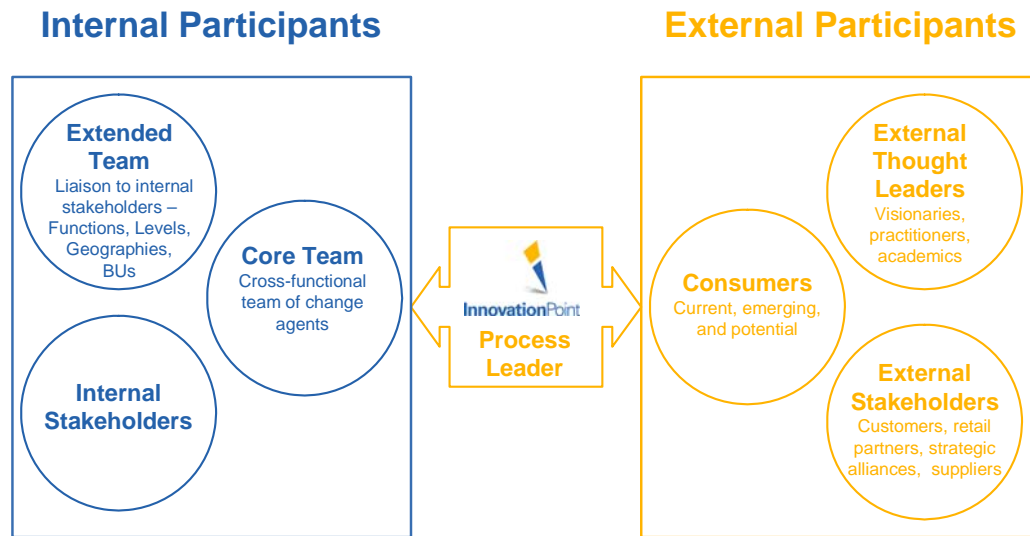 Internal Participants
External Participants
Extended
Team
Liaison to internal
stakeholders –
Functions, Levels,
Geographies,
BUs
Core Team
Cross-functional
team of change
agents
Internal
Stakeholders
InnovationPoint
Process
Leader
Consumers
Current, emerging,
and potential
External
Thought
Leaders
Visionaries,
practitioners,
academics
External
Stakeholders
Customers, retail
partners, strategic
alliances, suppliers